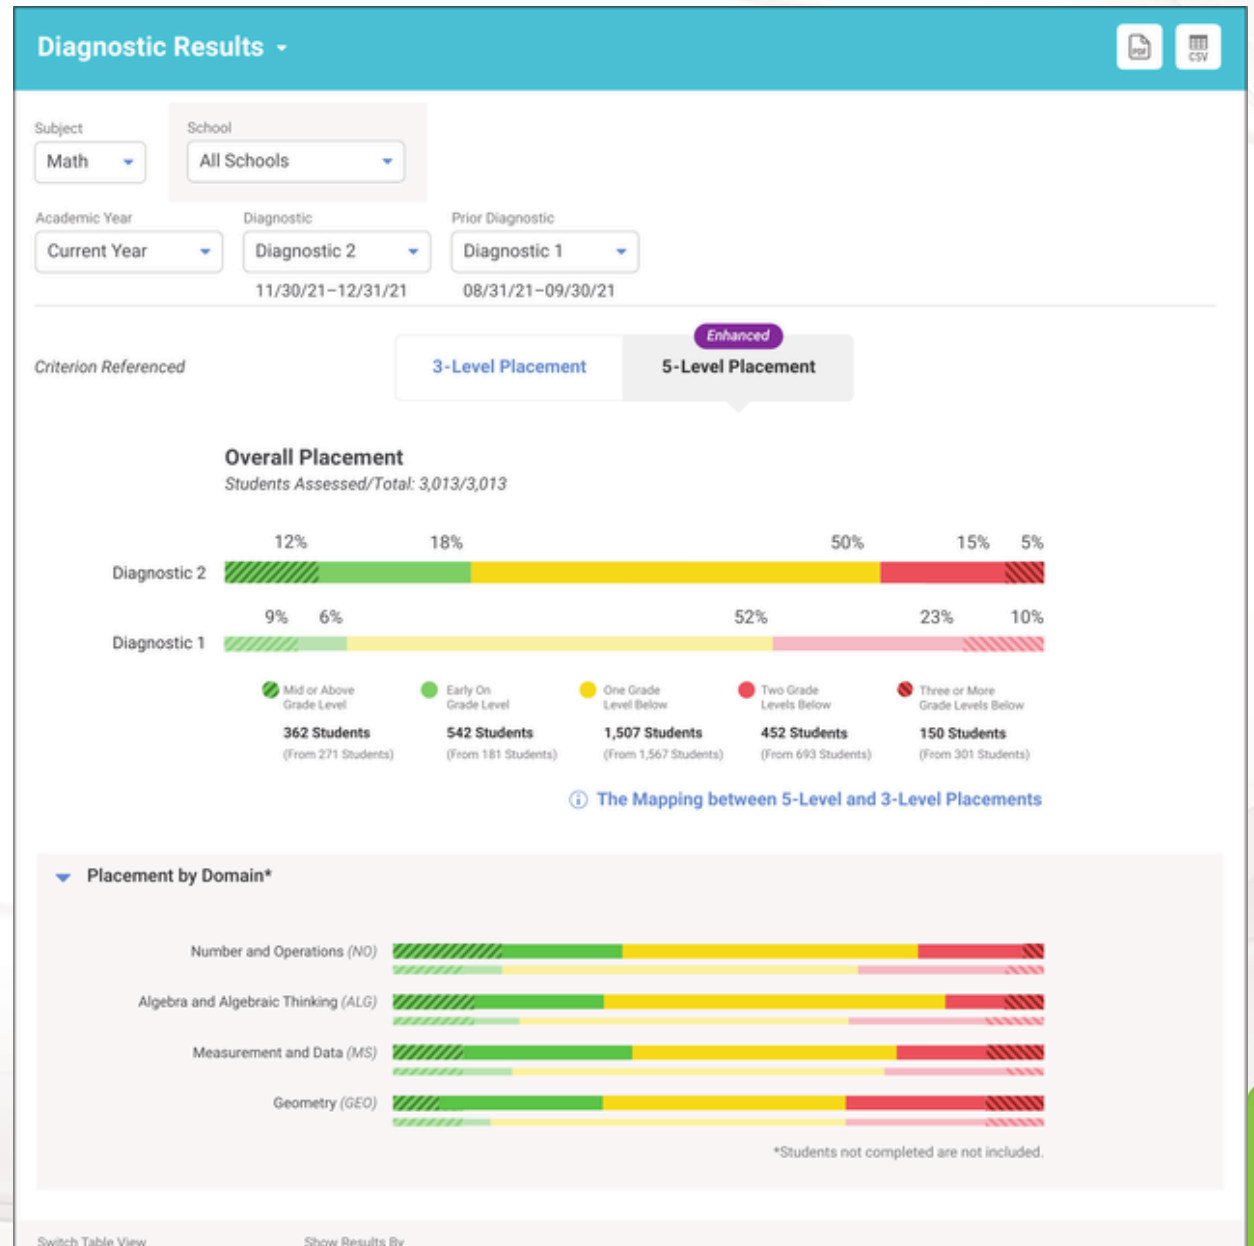 Diagnostic Results
PDF
CSV
Subject
School
Math
All Schools
Academic Year
Diagnostic
Prior Diagnostic
Current Year
Diagnostic 2
Diagnostic 1
11/30/21–12/31/21
08/31/21–09/30/21
Enhanced
Criterion Referenced
3-Level Placement
5-Level Placement
Overall Placement
Students Assessed/Total: 3,013/3,013
12% 18% 50% 15% 5%
Diagnostic 2
9% 6% 52% 23% 10%
Diagnostic 1
Mid or Above
Grade Level
362 Students
(From 271 Students)
Early On
Grade Level
542 Students
(From 181 Students)
One Grade
Level Below
1,507 Students
(From 1,567 Students)
Two Grade
Levels Below
452 Students
(From 693 Students)
Three or More
Grade Levels Below
150 Students
(From 301 Students)
The Mapping between 5-Level and 3-Level Placements
Placement by Domain*
Number and Operations (NO)
Algebra and Algebraic Thinking (ALG)
Measurement and Data (MS)
Geometry (GEO)
*Students not completed are not included.
Switch Table View
Show Results By